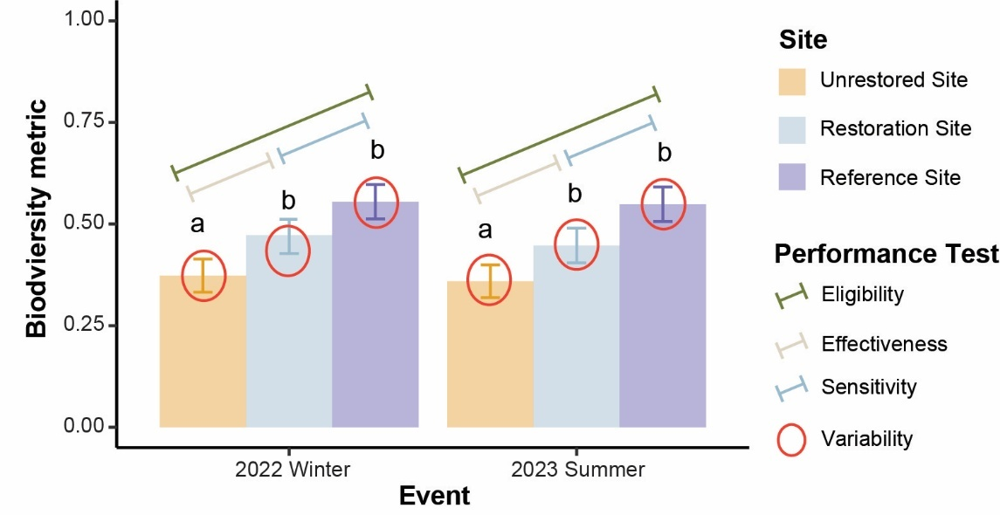 1.00
0.75
0.50
0.25
0.00
Biodviersity metric
a
b
b
a
b
b
2022 Winter
2023 Summer
Event
Site
Unrestored Site
Restoration Site
Reference Site
Performance Test
Eligibility
Effectiveness
Sensitivity
Variability